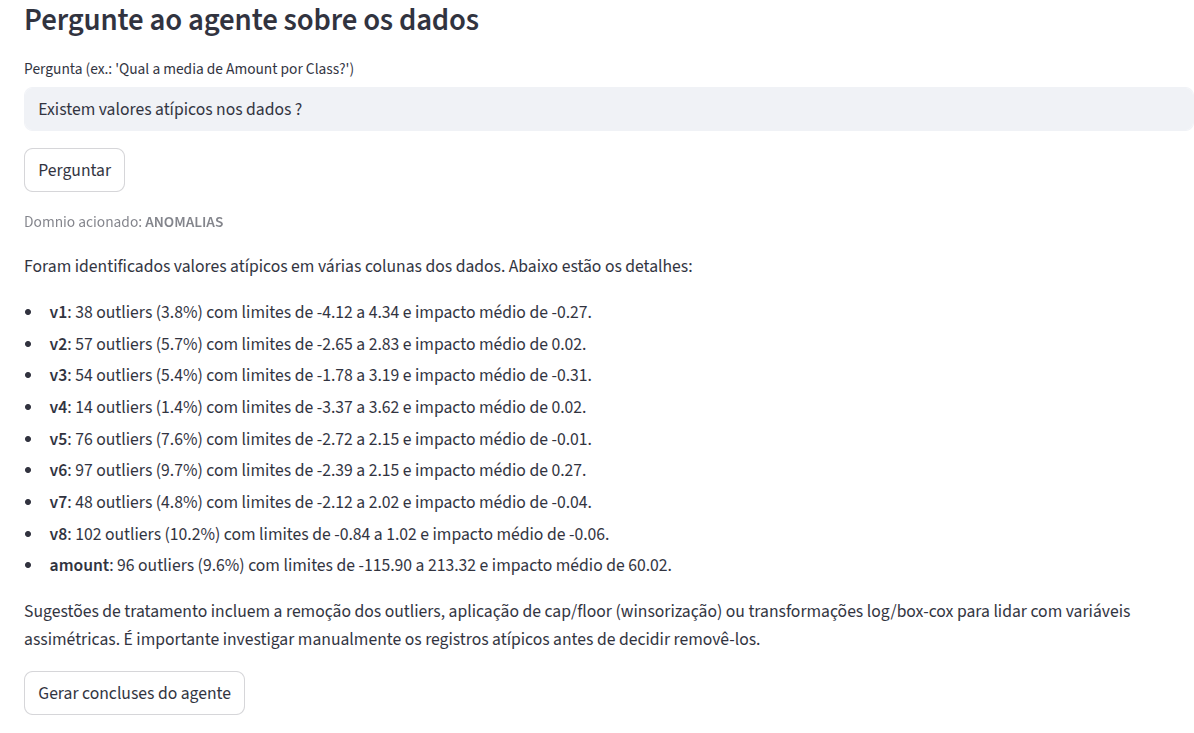 Pergunte ao agente sobre os dados
Pergunta (ex.: 'Qual a media de Amount por Class?')
Existem valores atípicos nos dados ?
Perguntar
Domnio acionado: ANOMALIAS
Foram identificados valores atípicos em várias colunas dos dados. Abaixo estão os detalhes:
• v1: 38 outliers (3.8%) com limites de -4.12 a 4.34 e impacto médio de -0.27.
• v2: 57 outliers (5.7%) com limites de -2.65 a 2.83 e impacto médio de 0.02.
• v3: 54 outliers (5.4%) com limites de -1.78 a 3.19 e impacto médio de -0.31.
• v4: 14 outliers (1.4%) com limites de -3.37 a 3.62 e impacto médio de 0.02.
• v5: 76 outliers (7.6%) com limites de -2.72 a 2.15 e impacto médio de -0.01.
• v6: 97 outliers (9.7%) com limites de -2.39 a 2.15 e impacto médio de 0.27.
• v7: 48 outliers (4.8%) com limites de -2.12 a 2.02 e impacto médio de -0.04.
• v8: 102 outliers (10.2%) com limites de -0.84 a 1.02 e impacto médio de -0.06.
• amount: 96 outliers (9.6%) com limites de -115.90 a 213.32 e impacto médio de 60.02.
Sugestões de tratamento incluem a remoção dos outliers, aplicação de cap/floor (winsorização) ou transformações log/box-cox para lidar com variáveis
assimétricas. É importante investigar manualmente os registros atípicos antes de decidir removê-los.
Gerar concluses do agente